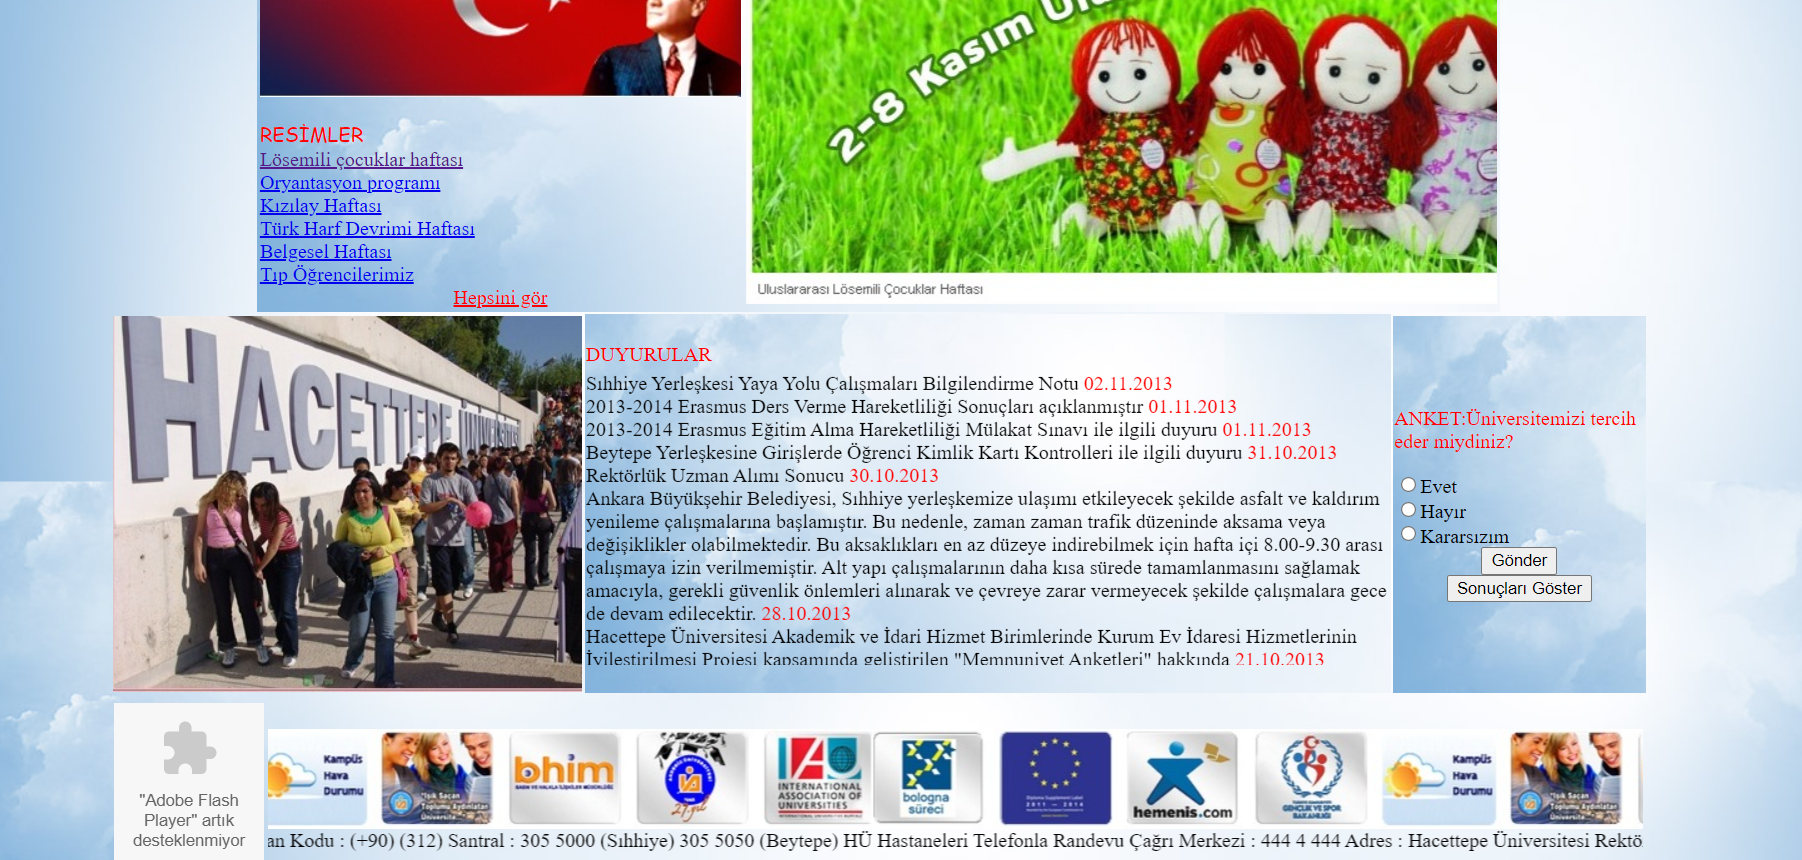 2-8 Kasım
RESİMLER
Lösemili çocuklar haftası
Oryantasyon programı
Kızılay Haftası
Türk Harf Devrimi Haftası
Belgesel Haftası
Tıp Öğrencilerimiz
Hepsini gör
Uluslararası Lösemili Çocuklar Haftası
HACETTEPE ÜNİVERSİTESİ
DUYURULAR
Sıhhiye Yerleşkesi Yaya Yolu Çalışmaları Bilgilendirme Notu 02.11.2013
2013-2014 Erasmus Ders Verme Hareketliliği Sonuçları açıklanmıştır 01.11.2013
2013-2014 Erasmus Eğitim Alma Hareketliliği Mülakat Sınavı ile ilgili duyuru 01.11.2013
Beytepe Yerleşkesine Girişlerde Öğrenci Kimlik Kartı Kontrolleri ile ilgili duyuru 31.10.2013
Rektörlük Uzman Alımı Sonucu 30.10.2013
Ankara Büyükşehir Belediyesi, Sıhhiye yerleşkemize ulaşımı etkileyecek şekilde asfalt ve kaldırım
yenileme çalışmalarına başlamıştır. Bu nedenle, zaman zaman trafik düzeninde aksama veya
değişiklikler olabilmektedir. Bu aksaklıkları en az düzeye indirebilmek için hafta içi 8.00-9.30 arası
çalışmaya izin verilmemiştir. Alt yapı çalışmalarının daha kısa sürede tamamlanmasını sağlamak
amacıyla, gerekli güvenlik önlemleri alınarak ve çevreye zarar vermeyecek şekilde çalışmalara gece
de devam edilecektir. 28.10.2013
Hacettepe Üniversitesi Akademik ve İdari Hizmet Birimlerinde Kurum Ev İdaresi Hizmetlerinin
İyileştirilmesi Projesi kapsamında geliştirilen "Memnuniyet Anketleri" hakkında 21.10.2013
ANKET:Üniversitemizi tercih
eder miydiniz?
Evet
Hayır
Kararsızım
Gönder
Sonuçları Göster
"Adobe Flash
Player" artık
desteklenmiyor
Kampüs
Hava
Durumu
"Işık Saçan
Toplumu Aydınlatan
Üniversite...
bhim
BASIN VE HALKLA İLİŞKİLER MÜDÜRLÜĞÜ
IAU
INTERNATIONAL
ASSOCIATION OF
UNIVERSITIES
bologna
süreci
Diploma Supplement Label
2011 - 2014
hemenis.com
GENÇLİK VE SPOR
BAKANLIĞI
Kampüs
Hava
Durumu
"Işık Saçan
Toplumu Aydınlatan
Üniversite...
an Kodu : (+90) (312) Santral : 305 5000 (Sıhhiye) 305 5050 (Beytepe) HÜ Hastaneleri Telefonla Randevu Çağrı Merkezi : 444 4 444 Adres : Hacettepe Üniversitesi Rektö